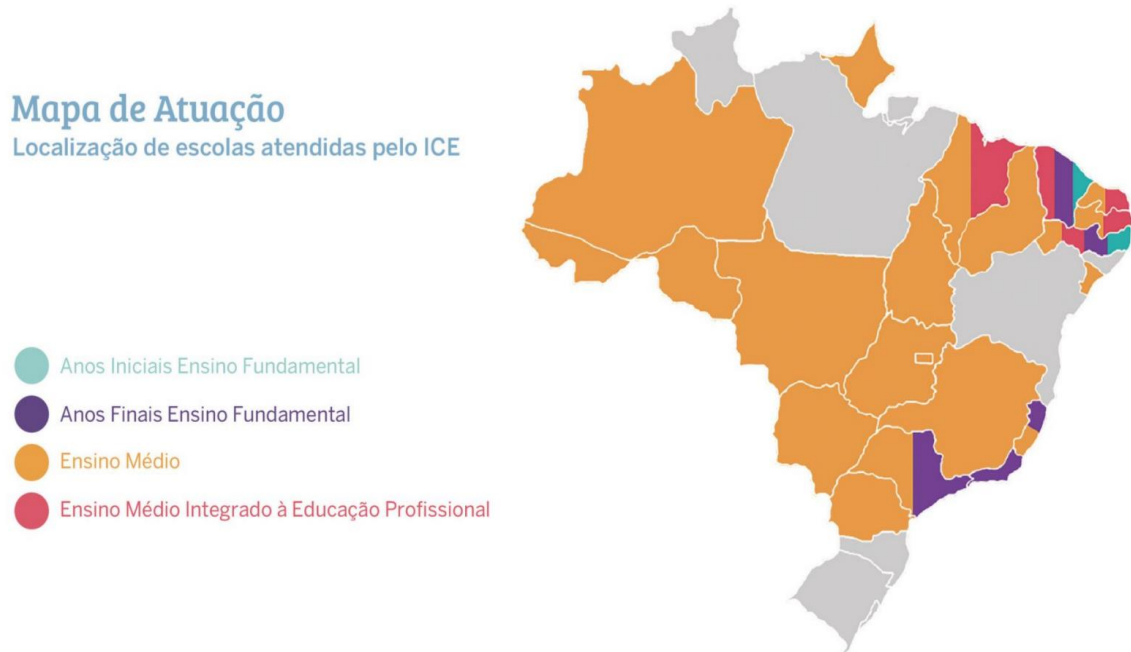 Mapa de Atuação
Localização de escolas atendidas pelo ICE
Anos Iniciais Ensino Fundamental
Anos Finais Ensino Fundamental
Ensino Médio
Ensino Médio Integrado à Educação Profissional